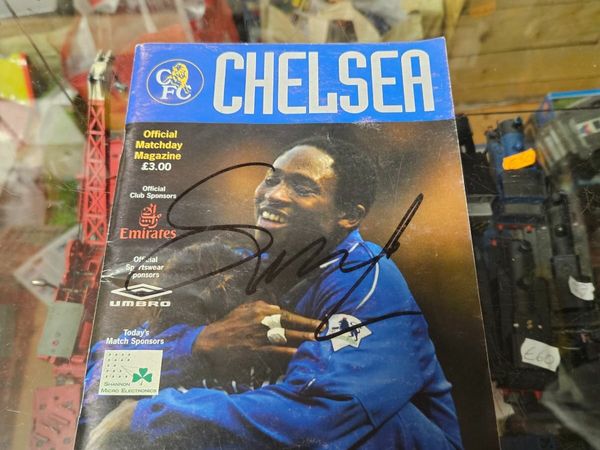 CFC
CHELSEA
Official
Matchday
Magazine
£3.00
Official
Club Sponsors
Emirates
Official
Sportswear
Sponsors
UMBRO
Today's
Match Sponsors
SHANNON
MICRO ELECTRONICS
£60